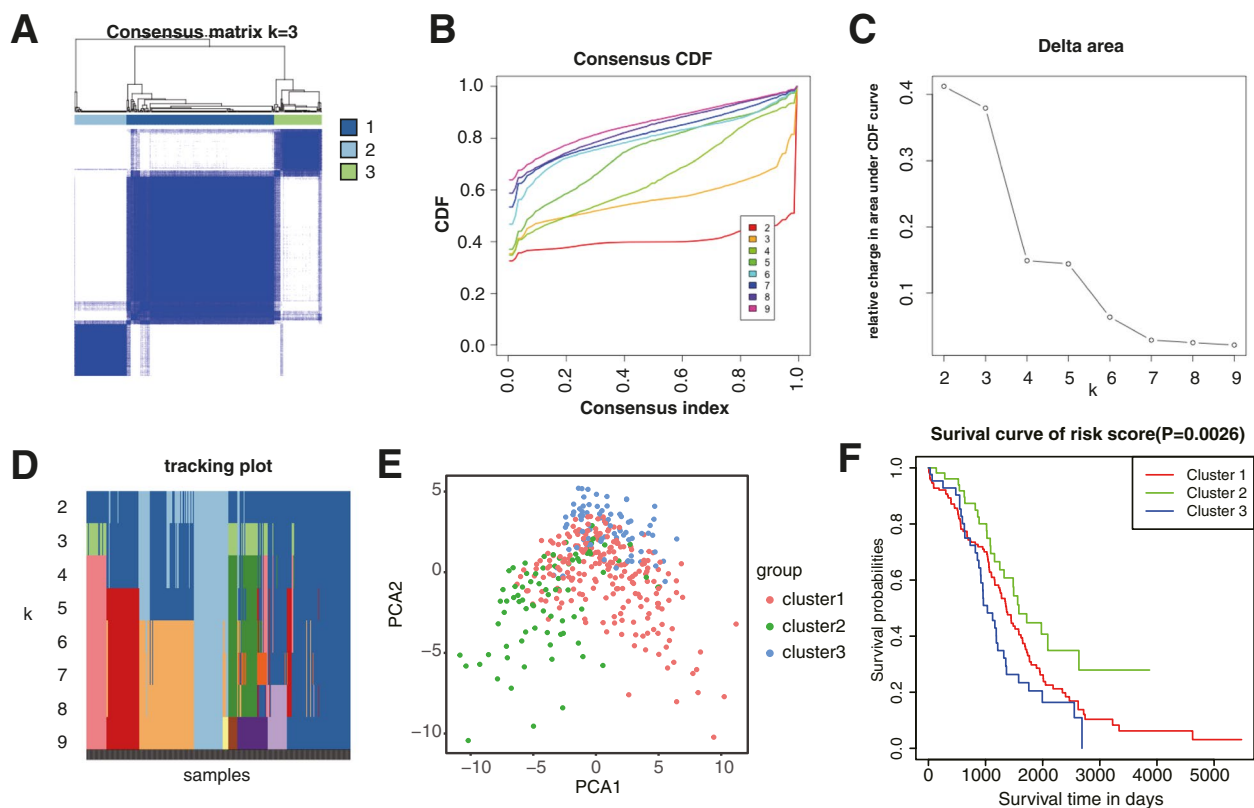 A
Consensus matrix k=3
1
2
3
B
Consensus CDF
CDF
1.0
0.8
0.6
0.4
0.2
0.0
2
3
4
5
6
7
8
9
0.0
0.2
0.4
0.6
0.8
1.0
Consensus index
C
Delta area
relative charge in area under CDF curve
0.4
0.3
0.2
0.1
2 3 4 5 6 7 8 9
k
D
tracking plot
k
2
3
4
5
6
7
8
9
samples
E
PCA2
5
0
−5
−10
−10 −5 0 5 10
PCA1
group
cluster1
cluster2
cluster3
F
Surival curve of risk score(P=0.0026)
Cluster 1
Cluster 2
Cluster 3
Survival probabilities
1.0
0.8
0.6
0.4
0.2
0.0
0 1000 2000 3000 4000 5000
Survival time in days